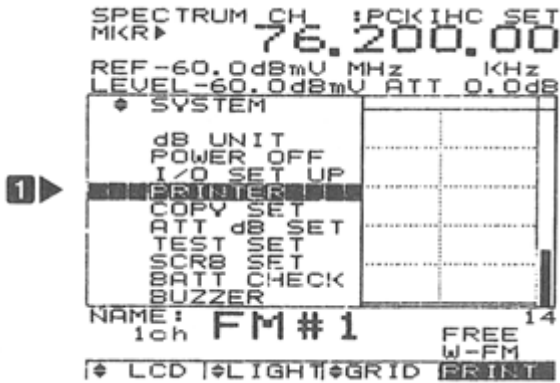 SPECTRUM CH :PCKIHC SET
MKR▶ 76.200.00
REF-60.0dBmV MHz KHz
LEVEL-60.0dBmV ATT 0.0dB
SYSTEM
dB UNIT
POWER OFF
I/O SET UP
1 ▶ PRINTER
COPY SET
ATT dB SET
TEST SET
SCRB SET
BATT CHECK
BUZZER
NAME: 14
1ch FM#1
FREE
W-FM
LCD LIGHT GRID PRINT